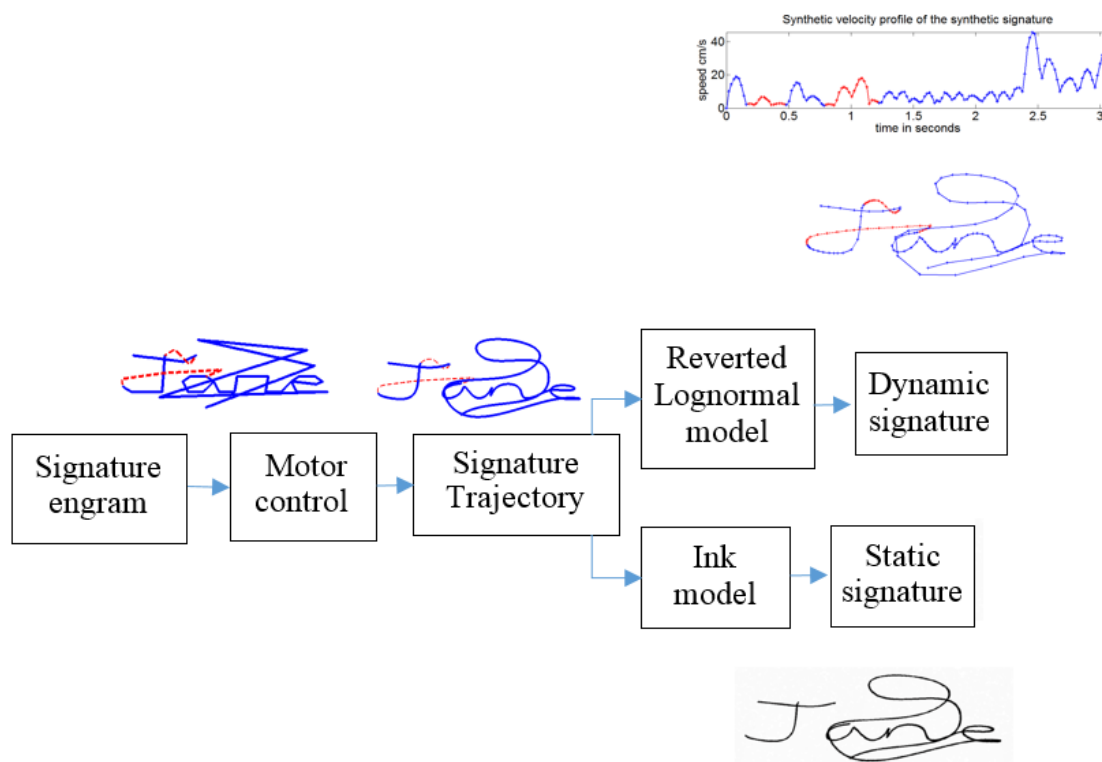 Synthetic velocity profile of the synthetic signature
40
20
0
speed cm/s
0 0.5 1 1.5 2 2.5 3
time in seconds
Signature
engram
Motor
control
Signature
Trajectory
Reverted
Lognormal
model
Dynamic
signature
Ink
model
Static
signature
J ane